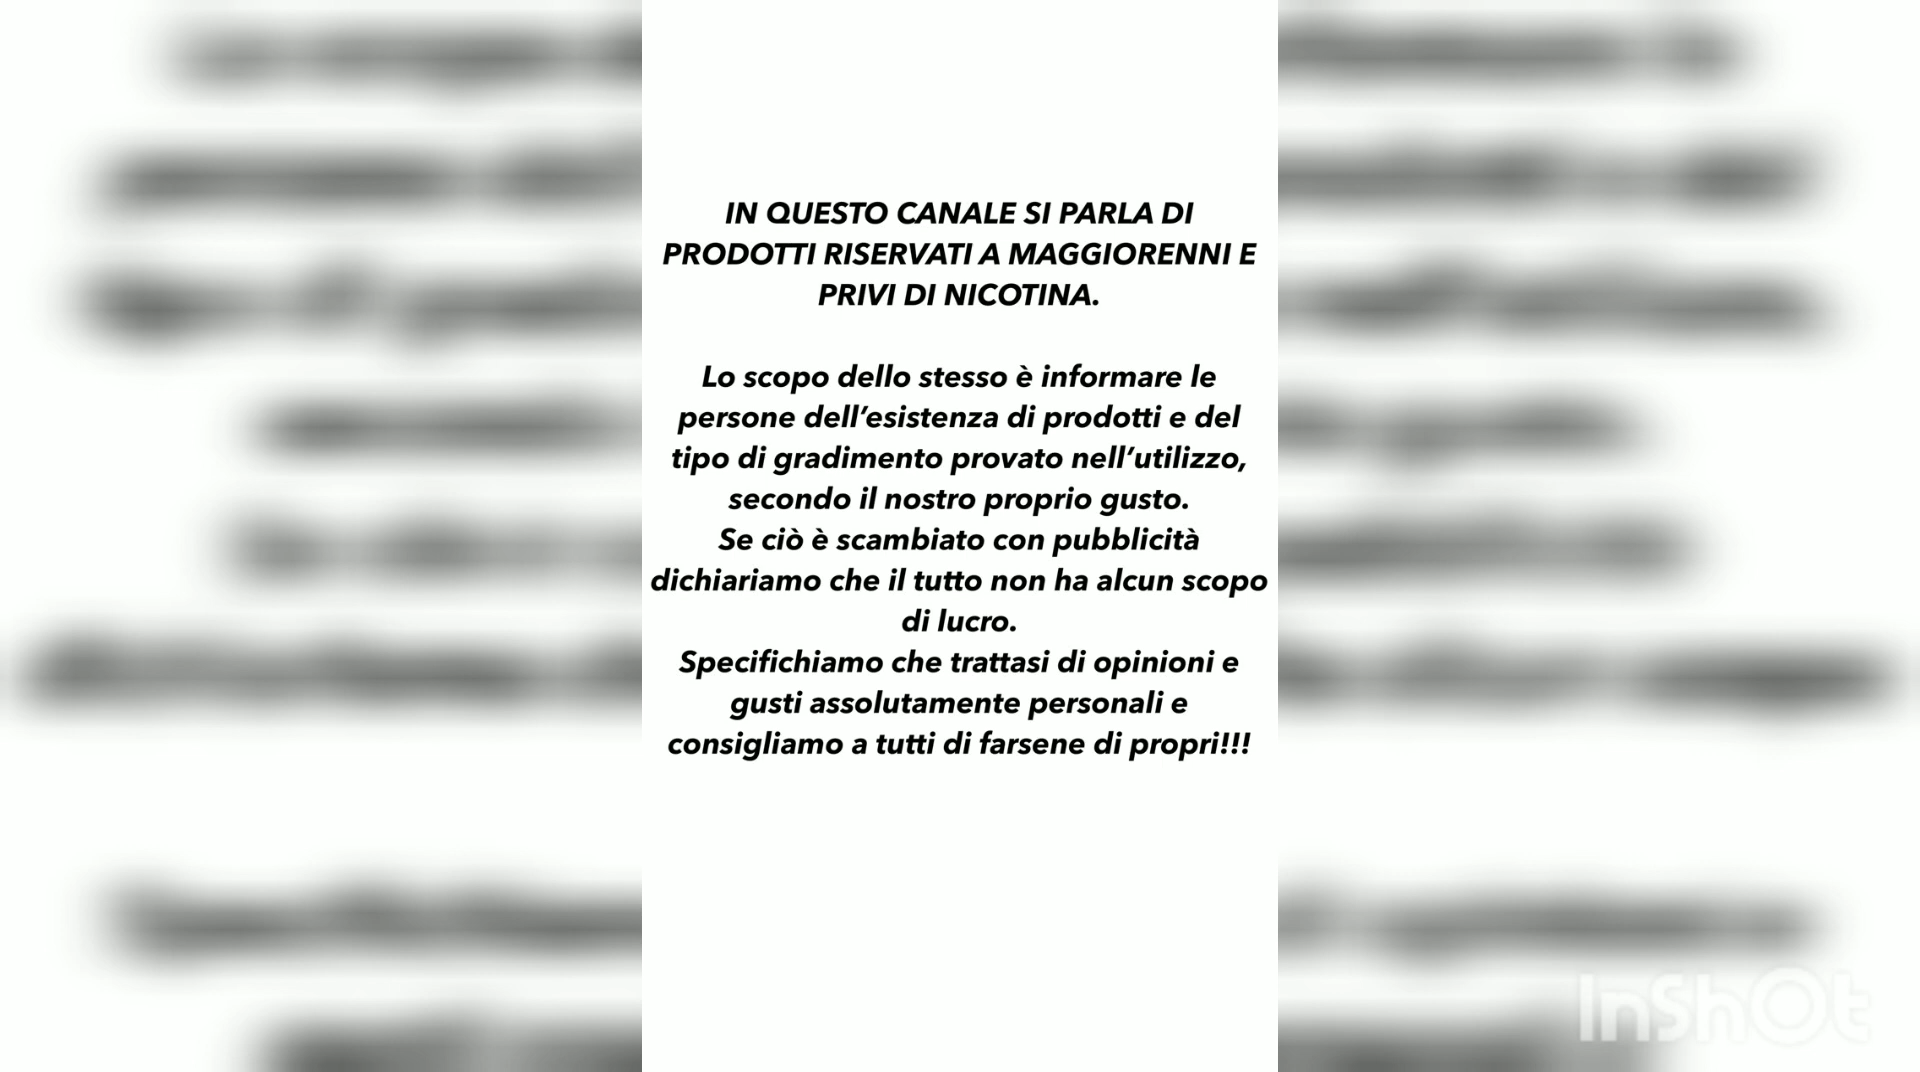 IN QUESTO CANALE SI PARLA DI
PRODOTTI RISERVATI A MAGGIORENNI E
PRIVI DI NICOTINA.
Lo scopo dello stesso è informare le
persone dell’esistenza di prodotti e del
tipo di gradimento provato nell’utilizzo,
secondo il nostro proprio gusto.
Se ciò è scambiato con pubblicità
dichiariamo che il tutto non ha alcun scopo
di lucro.
Specifichiamo che trattasi di opinioni e
gusti assolutamente personali e
consigliamo a tutti di farsene di propri!!!
InShOt